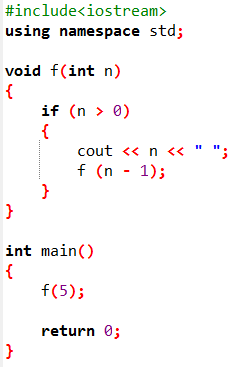 #include<iostream>
using namespace std;

void f(int n)
{
    if (n > 0)
    {
        cout << n << " ";
        f (n - 1);
    }
}

int main()
{
    f(5);

    return 0;
}